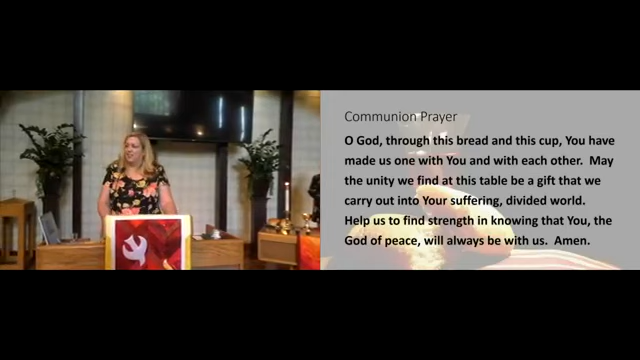 Communion Prayer
O God, through this bread and this cup, You have
made us one with You and with each other.  May
the unity we find at this table be a gift that we
carry out into Your suffering, divided world.
Help us to find strength in knowing that You, the
God of peace, will always be with us.  Amen.